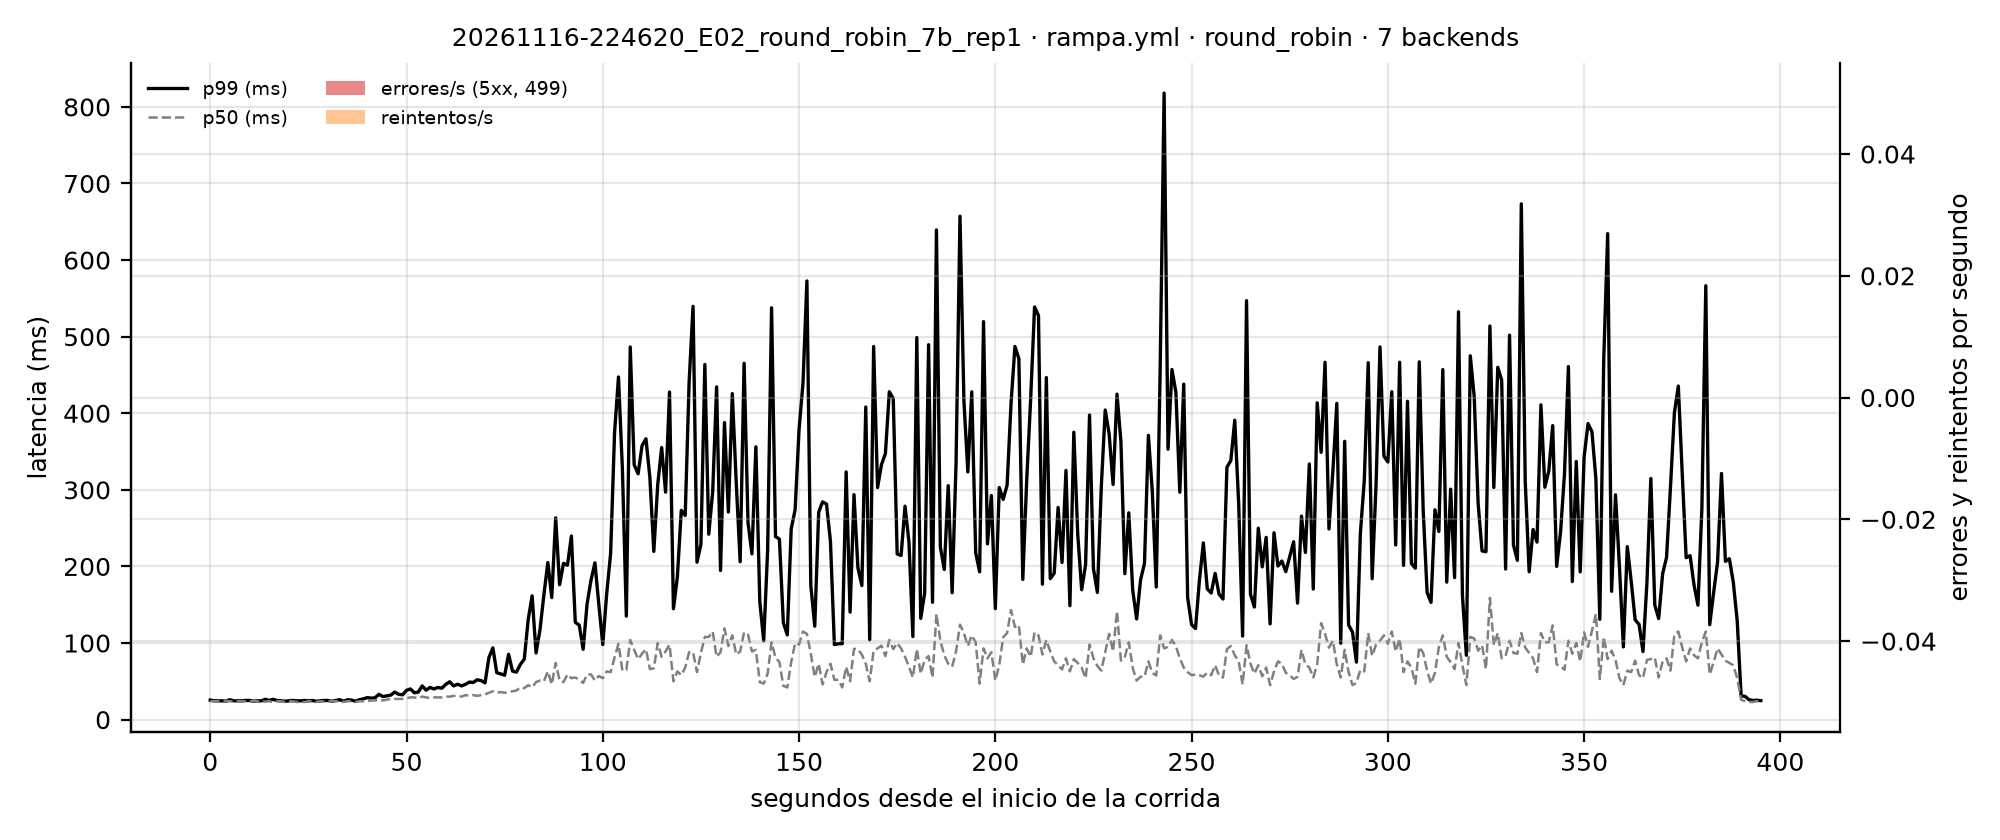 20261116-224620_E02_round_robin_7b_rep1 · rampa.yml · round_robin · 7 backends
p99 (ms)
p50 (ms)
errores/s (5xx, 499)
reintentos/s
latencia (ms)
800
700
600
500
400
300
200
100
0
0.04
0.02
0.00
−0.02
−0.04
errores y reintentos por segundo
0 50 100 150 200 250 300 350 400
segundos desde el inicio de la corrida